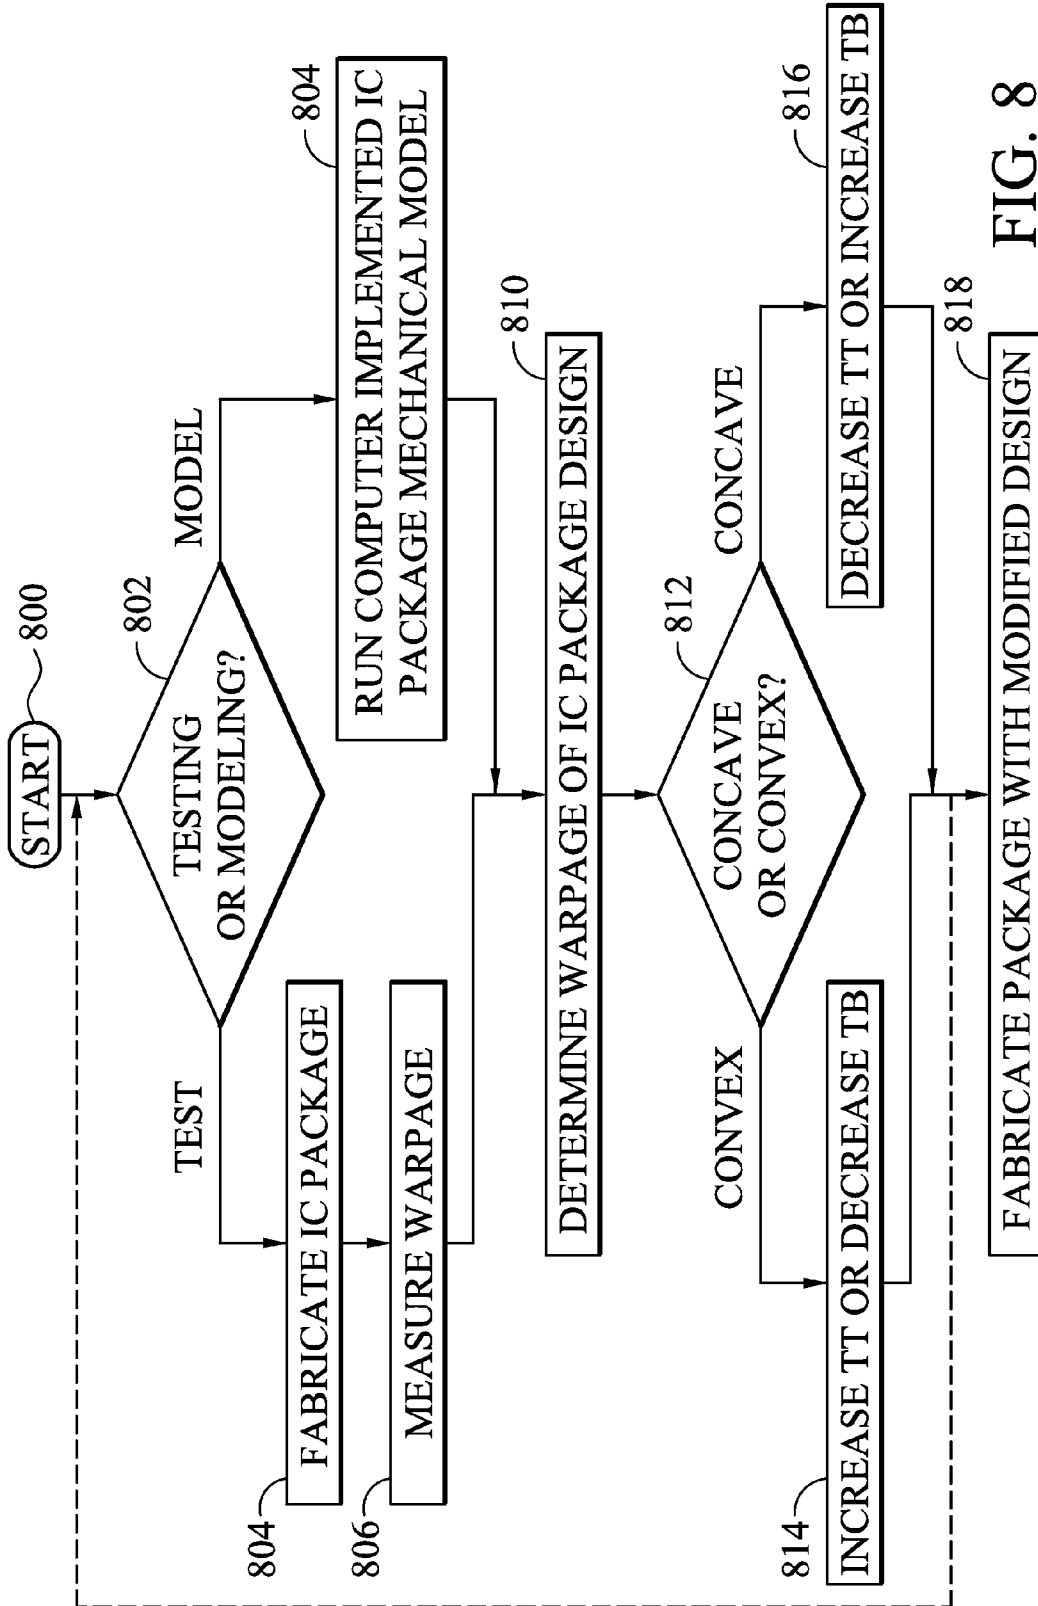 START
800
TESTING
OR MODELING?
802
TEST
MODEL
804
FABRICATE IC PACKAGE
RUN COMPUTER IMPLEMENTED IC
PACKAGE MECHANICAL MODEL
804
806
MEASURE WARPAGE
DETERMINE WARPAGE OF IC PACKAGE DESIGN
810
CONCAVE
OR CONVEX?
812
CONVEX
CONCAVE
814
INCREASE TT OR DECREASE TB
DECREASE TT OR INCREASE TB
816
FABRICATE PACKAGE WITH MODIFIED DESIGN
818
FIG. 8